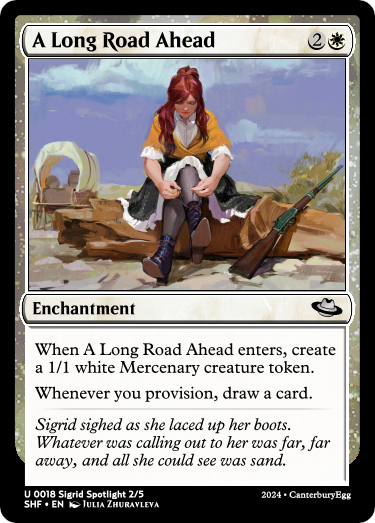 A Long Road Ahead 2
Enchantment
When A Long Road Ahead enters, create
a 1/1 white Mercenary creature token.
Whenever you provision, draw a card.
Sigrid sighed as she laced up her boots.
Whatever was calling out to her was far, far
away, and all she could see was sand.
U 0018 Sigrid Spotlight 2/5
SHF • EN Julia Zhuravleva
2024 • CanterburyEgg